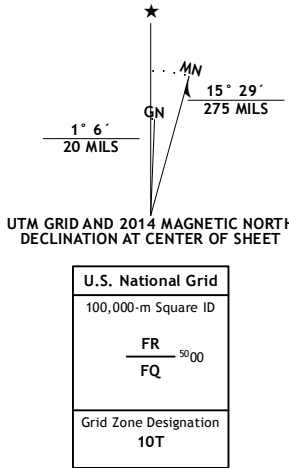 MN
GN
15° 29´
275 MILS
1° 6´
20 MILS
UTM GRID AND 2014 MAGNETIC NORTH
DECLINATION AT CENTER OF SHEET
U.S. National Grid
100,000-m Square ID
FR
5000
FQ
Grid Zone Designation
10T